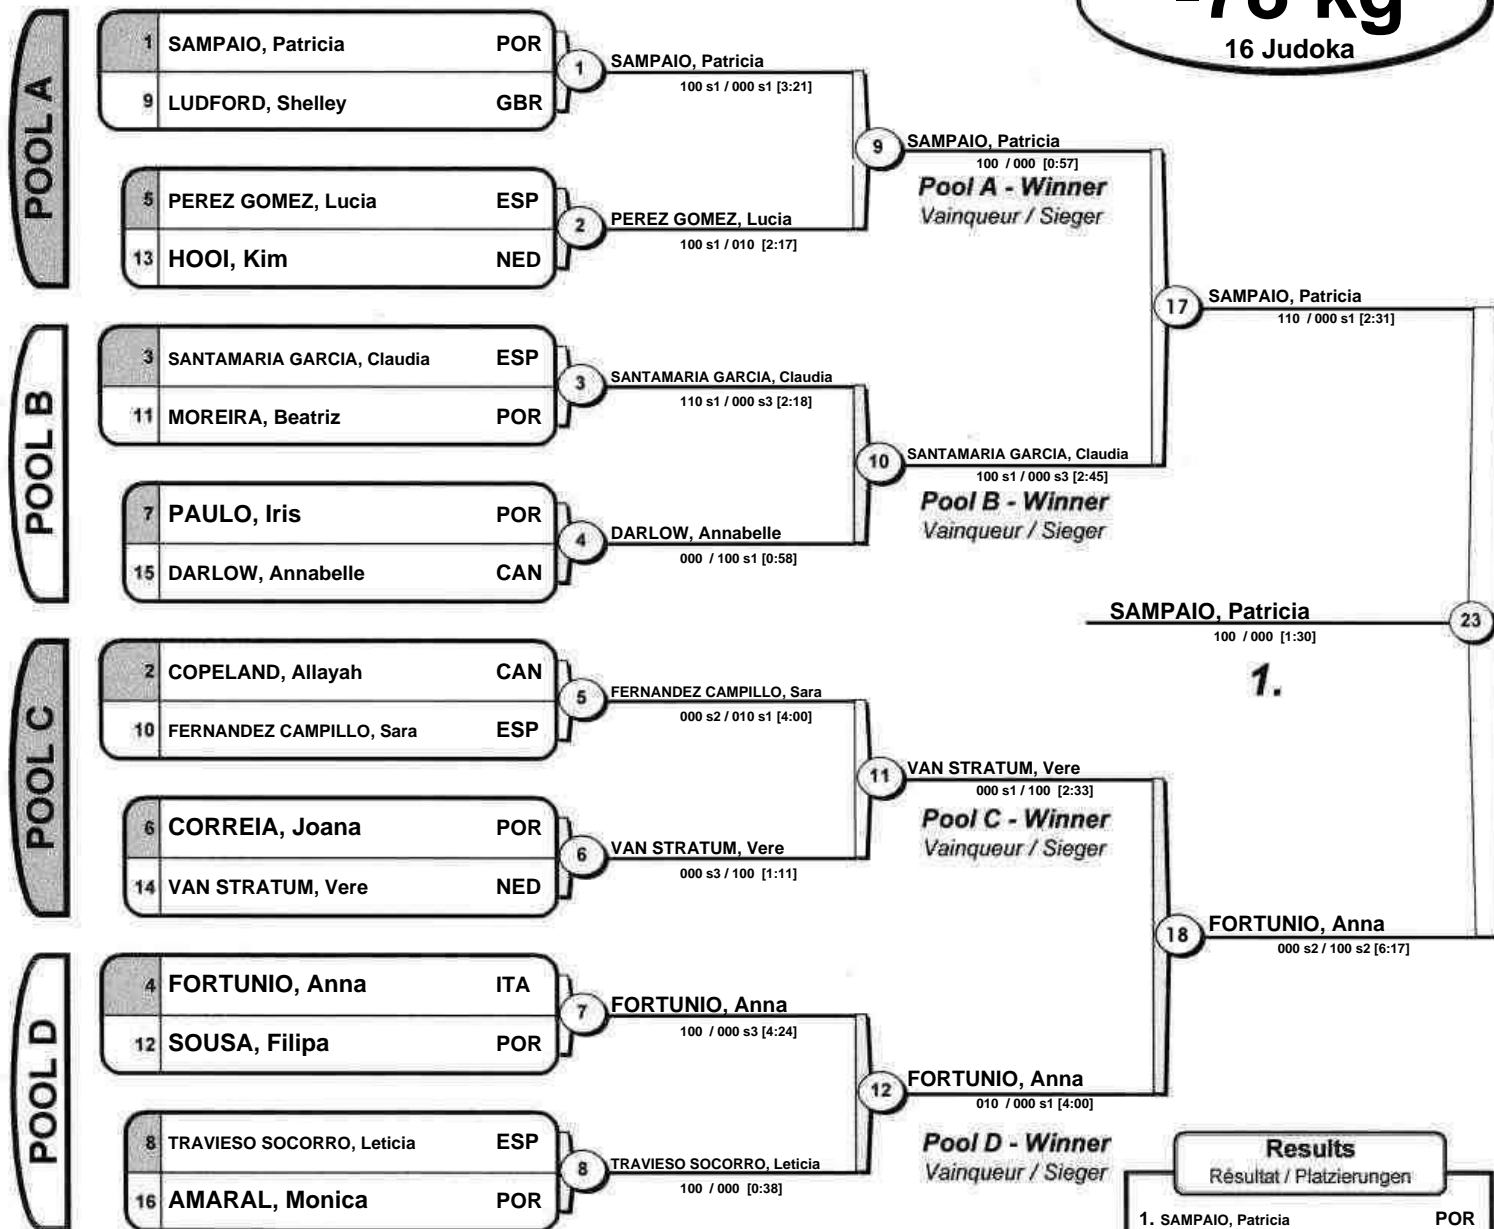 -78 kg
16 Judoka
POOL A
1 SAMPAIO, Patricia POR
9 LUDFORD, Shelley GBR
1
SAMPAIO, Patricia
100 s1 / 000 s1 [3:21]
5 PEREZ GOMEZ, Lucia ESP
13 HOOI, Kim NED
2
PEREZ GOMEZ, Lucia
100 s1 / 010 [2:17]
9
SAMPAIO, Patricia
100 / 000 [0:57]
Pool A - Winner
Vainqueur / Sieger
POOL B
3 SANTAMARIA GARCIA, Claudia ESP
11 MOREIRA, Beatriz POR
3
SANTAMARIA GARCIA, Claudia
110 s1 / 000 s3 [2:18]
7 PAULO, Iris POR
15 DARLOW, Annabelle CAN
4
DARLOW, Annabelle
000 / 100 s1 [0:58]
10
SANTAMARIA GARCIA, Claudia
100 s1 / 000 s3 [2:45]
Pool B - Winner
Vainqueur / Sieger
17
SAMPAIO, Patricia
110 / 000 s1 [2:31]
SAMPAIO, Patricia
100 / 000 [1:30]
1.
23
POOL C
2 COPELAND, Allayah CAN
10 FERNANDEZ CAMPILLO, Sara ESP
5
FERNANDEZ CAMPILLO, Sara
000 s2 / 010 s1 [4:00]
6 CORREIA, Joana POR
14 VAN STRATUM, Vere NED
6
VAN STRATUM, Vere
000 s3 / 100 [1:11]
11
VAN STRATUM, Vere
000 s1 / 100 [2:33]
Pool C - Winner
Vainqueur / Sieger
18
FORTUNIO, Anna
000 s2 / 100 s2 [6:17]
POOL D
4 FORTUNIO, Anna ITA
12 SOUSA, Filipa POR
7
FORTUNIO, Anna
100 / 000 s3 [4:24]
8 TRAVIESO SOCORRO, Leticia ESP
16 AMARAL, Monica POR
8
TRAVIESO SOCORRO, Leticia
100 / 000 [0:38]
12
FORTUNIO, Anna
010 / 000 s1 [4:00]
Pool D - Winner
Vainqueur / Sieger
Results
Résultat / Platzierungen
1. SAMPAIO, Patricia POR